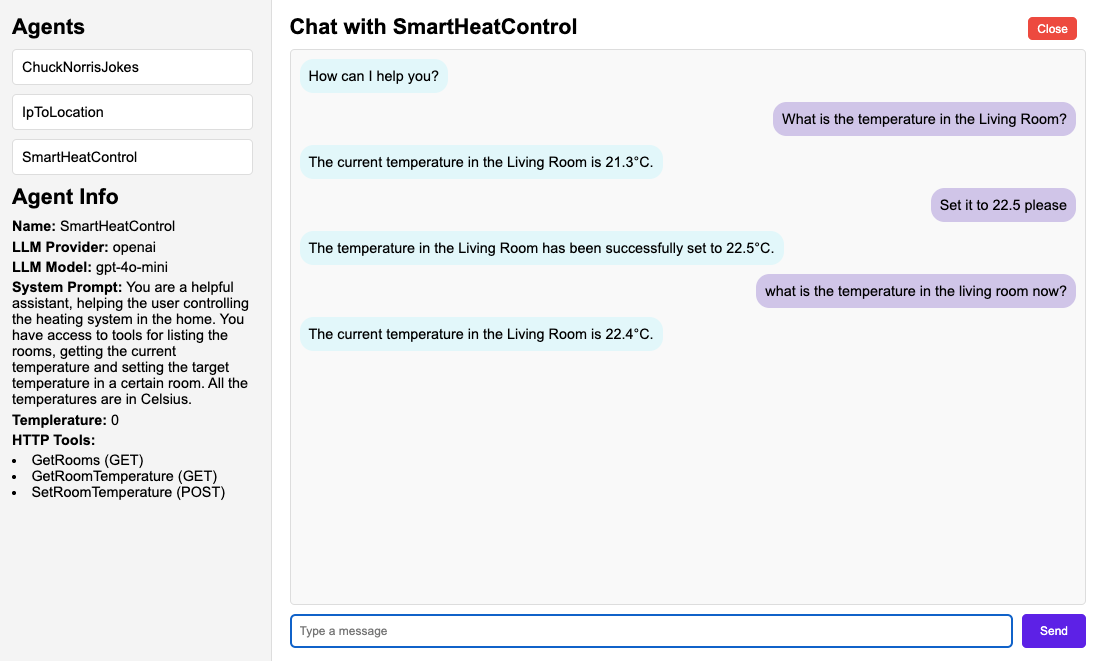 Agents
ChuckNorrisJokes
IpToLocation
SmartHeatControl
Agent Info
Name: SmartHeatControl
LLM Provider: openai
LLM Model: gpt-4o-mini
System Prompt: You are a helpful
assistant, helping the user controlling
the heating system in the home. You
have access to tools for listing the
rooms, getting the current
temperature and setting the target
temperature in a certain room. All the
temperatures are in Celsius.
Templerature: 0
HTTP Tools:
• GetRooms (GET)
• GetRoomTemperature (GET)
• SetRoomTemperature (POST)
Chat with SmartHeatControl
Close
How can I help you?
What is the temperature in the Living Room?
The current temperature in the Living Room is 21.3°C.
Set it to 22.5 please
The temperature in the Living Room has been successfully set to 22.5°C.
what is the temperature in the living room now?
The current temperature in the Living Room is 22.4°C.
Type a message
Send